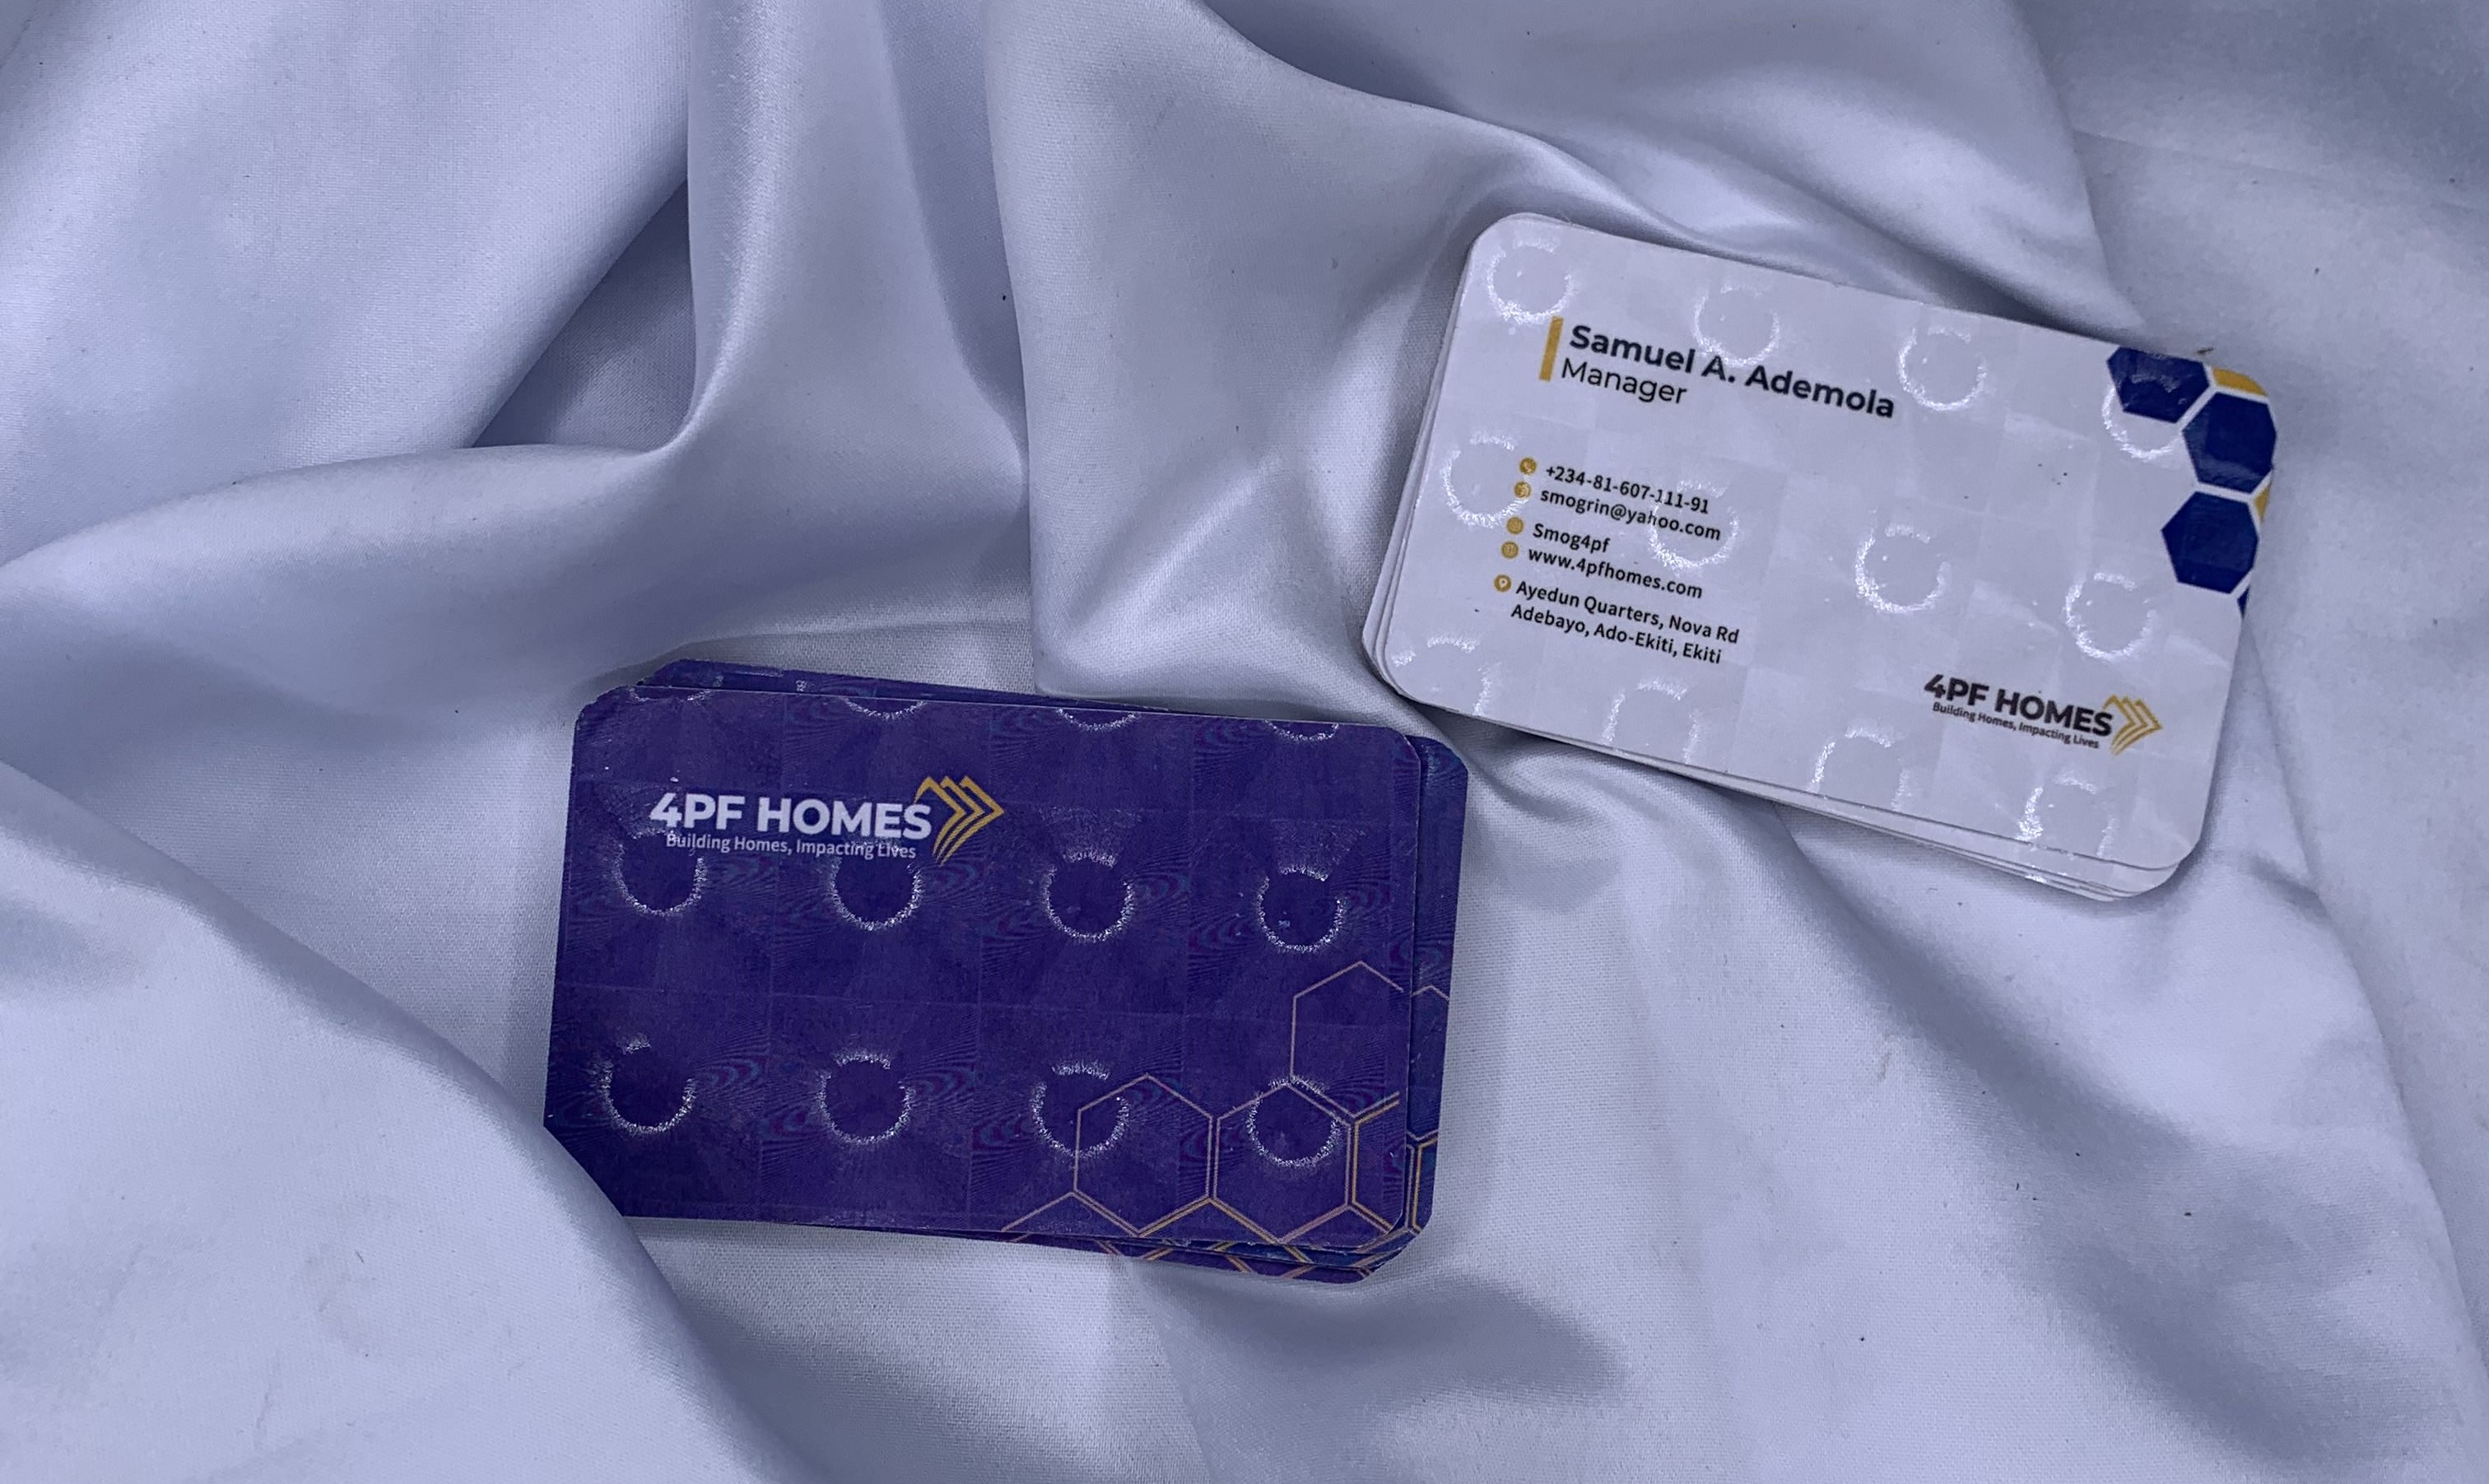 Samuel A. Ademola
Manager
+234-81-607-111-91
smogrin@yahoo.com
Smog4pf
www.4pfhomes.com
Ayedun Quarters, Nova Rd
Adebayo, Ado-Ekiti, Ekiti
4PF HOMES
Building Homes, Impacting Lives
4PF HOMES
Building Homes, Impacting Lives